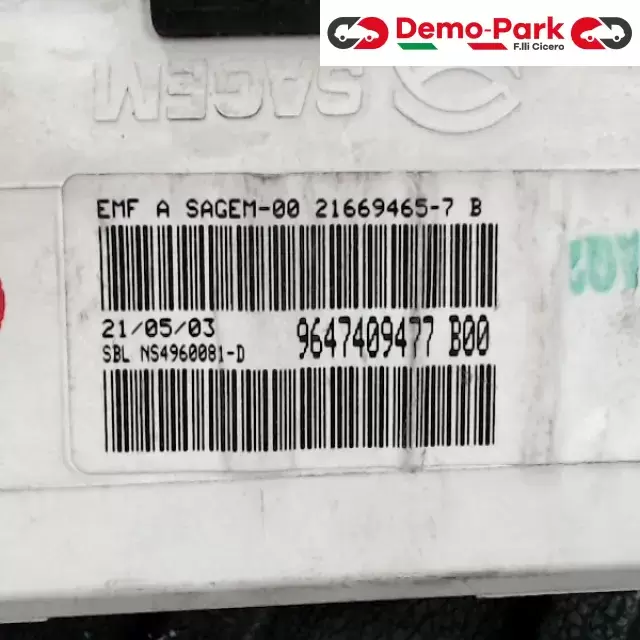 Demo-Park
F.lli Cicero
SAGEM
EMF A SAGEM-00 21669465-7 B
21/05/03
9647409477 B00
SBL NS4960081-D